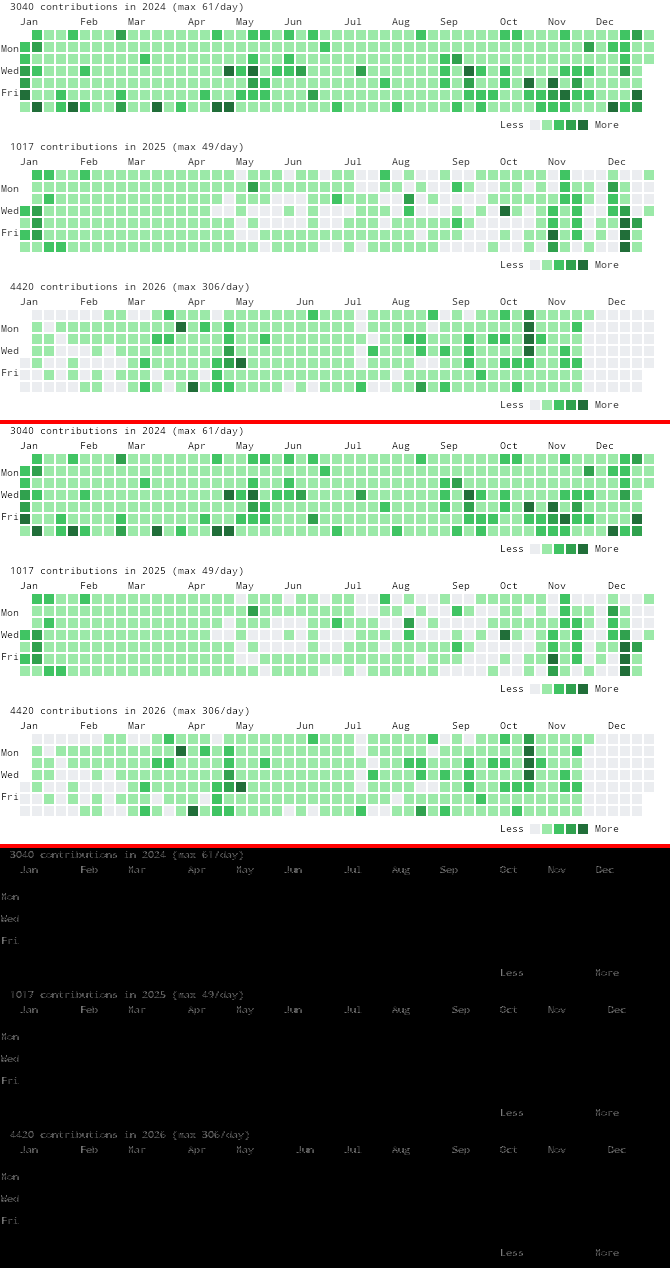 3040 contributions in 2024 (max 61/day)
Jan Feb Mar Apr May Jun Jul Aug Sep Oct Nov Dec
Mon
Wed
Fri
Less More
1017 contributions in 2025 (max 49/day)
Jan Feb Mar Apr May Jun Jul Aug Sep Oct Nov Dec
Mon
Wed
Fri
Less More
4420 contributions in 2026 (max 306/day)
Jan Feb Mar Apr May Jun Jul Aug Sep Oct Nov Dec
Mon
Wed
Fri
Less More
3040 contributions in 2024 (max 61/day)
Jan Feb Mar Apr May Jun Jul Aug Sep Oct Nov Dec
Mon
Wed
Fri
Less More
1017 contributions in 2025 (max 49/day)
Jan Feb Mar Apr May Jun Jul Aug Sep Oct Nov Dec
Mon
Wed
Fri
Less More
4420 contributions in 2026 (max 306/day)
Jan Feb Mar Apr May Jun Jul Aug Sep Oct Nov Dec
Mon
Wed
Fri
Less More
3040 contributions in 2024 (max 61/day)
Jan Feb Mar Apr May Jun Jul Aug Sep Oct Nov Dec
Mon
Wed
Fri
Less More
1017 contributions in 2025 (max 49/day)
Jan Feb Mar Apr May Jun Jul Aug Sep Oct Nov Dec
Mon
Wed
Fri
Less More
4420 contributions in 2026 (max 306/day)
Jan Feb Mar Apr May Jun Jul Aug Sep Oct Nov Dec
Mon
Wed
Fri
Less More